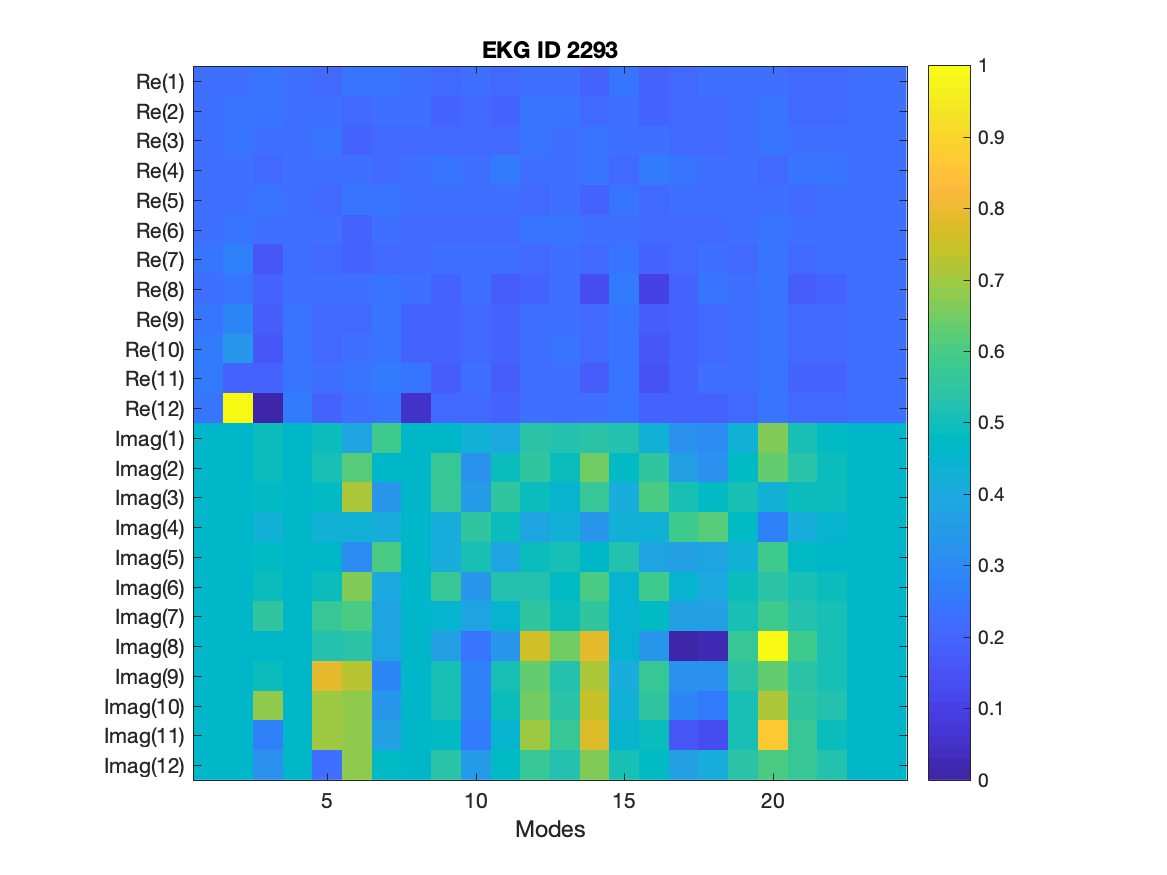 EKG ID 2293
Re(1)
Re(2)
Re(3)
Re(4)
Re(5)
Re(6)
Re(7)
Re(8)
Re(9)
Re(10)
Re(11)
Re(12)
Imag(1)
Imag(2)
Imag(3)
Imag(4)
Imag(5)
Imag(6)
Imag(7)
Imag(8)
Imag(9)
Imag(10)
Imag(11)
Imag(12)
5 10 15 20
Modes
1
0.9
0.8
0.7
0.6
0.5
0.4
0.3
0.2
0.1
0